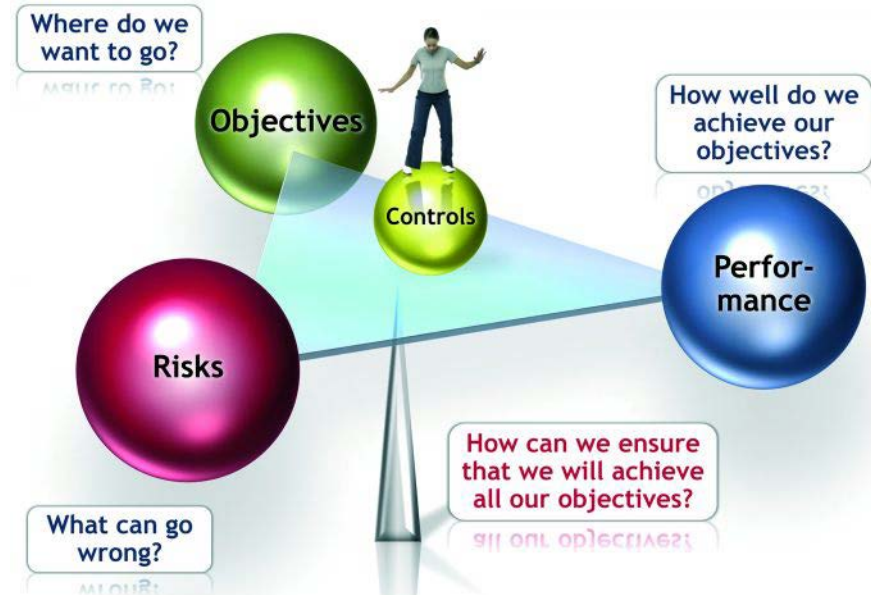 Where do we
want to go?
Objectives
Controls
How well do we
achieve our
objectives?
Perfor-
mance
Risks
How can we ensure
that we will achieve
all our objectives?
What can go
wrong?